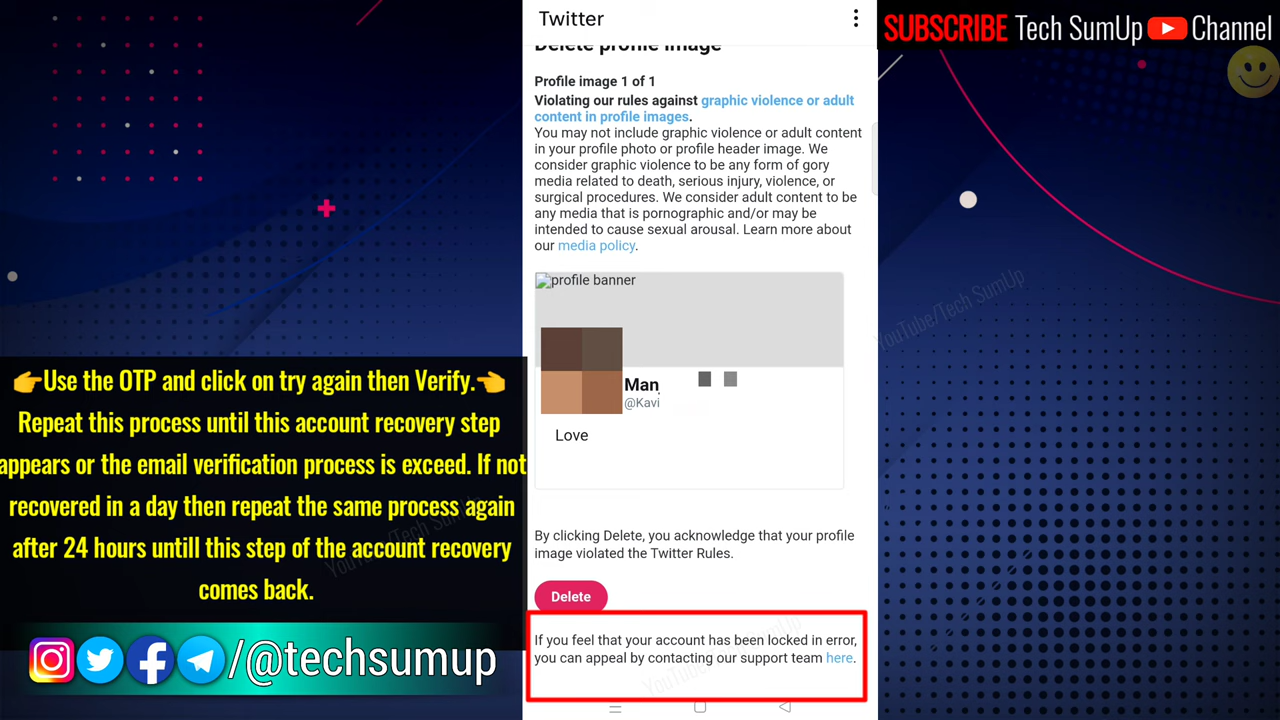 Twitter
SUBSCRIBE Tech SumUp Channel
Delete profile image
Profile image 1 of 1
Violating our rules against graphic violence or adult
content in profile images.
You may not include graphic violence or adult content
in your profile photo or profile header image. We
consider graphic violence to be any form of gory
media related to death, serious injury, violence, or
surgical procedures. We consider adult content to be
any media that is pornographic and/or may be
intended to cause sexual arousal. Learn more about
our media policy.
profile banner
Man
@Kavi
Love
By clicking Delete, you acknowledge that your profile
image violated the Twitter Rules.
Delete
If you feel that your account has been locked in error,
you can appeal by contacting our support team here.
👉Use the OTP and click on try again then Verify.👈
Repeat this process until this account recovery step
appears or the email verification process is exceed. If not
recovered in a day then repeat the same process again
after 24 hours untill this step of the account recovery
comes back.
/@techsumup
YouTube/Tech SumUp
YouTube/Tech SumUp
YouTube/Tech SumUp